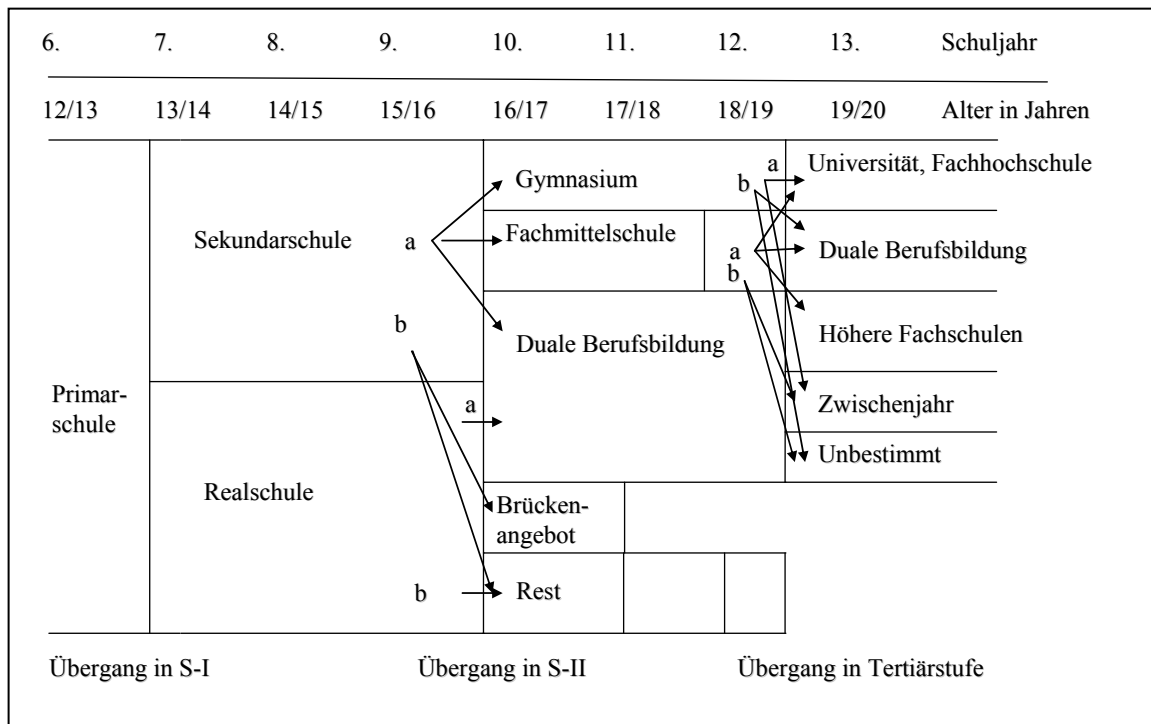 6. 7. 8. 9. 10. 11. 12. 13. Schuljahr
12/13 13/14 14/15 15/16 16/17 17/18 18/19 19/20 Alter in Jahren
a Universität, Fachhochschule
Gymnasium b
Sekundarschule a Fachmittelschule a Duale Berufsbildung
b
b Duale Berufsbildung Höhere Fachschulen
Primar-
schule
a Zwischenjahr
Unbestimmt
Realschule
Brücken-
angebot
b Rest
Übergang in S-I Übergang in S-II Übergang in Tertiärstufe